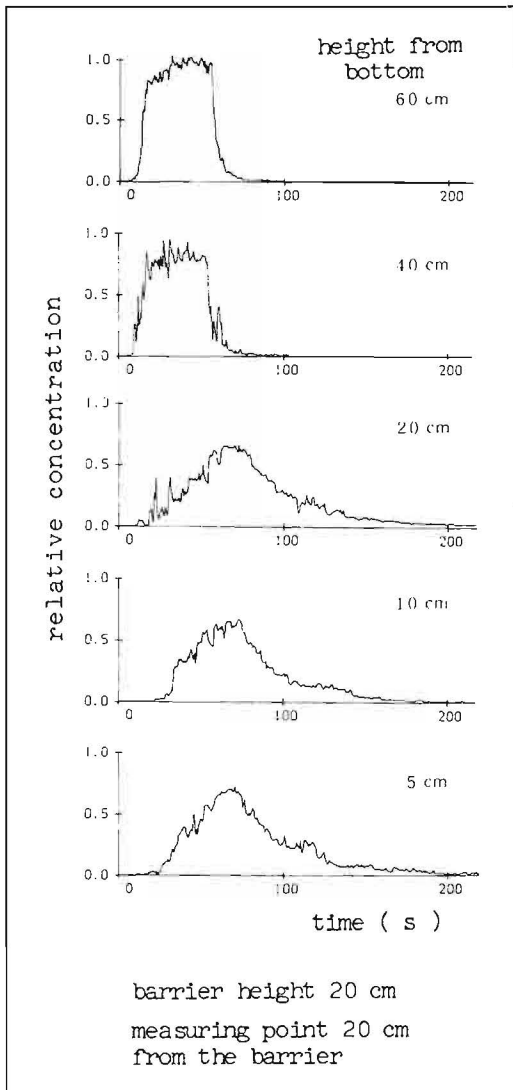 height from
bottom
1.0
0.5
0.0
60 cm
0
100
200
1.0
0.5
0.0
40 cm
0
100
200
relative concentration
1.0
0.5
0.0
20 cm
0
100
200
1.0
0.5
0.0
10 cm
0
100
200
1.0
0.5
0.0
5 cm
0
100
200
time ( s )
barrier height 20 cm
measuring point 20 cm
from the barrier